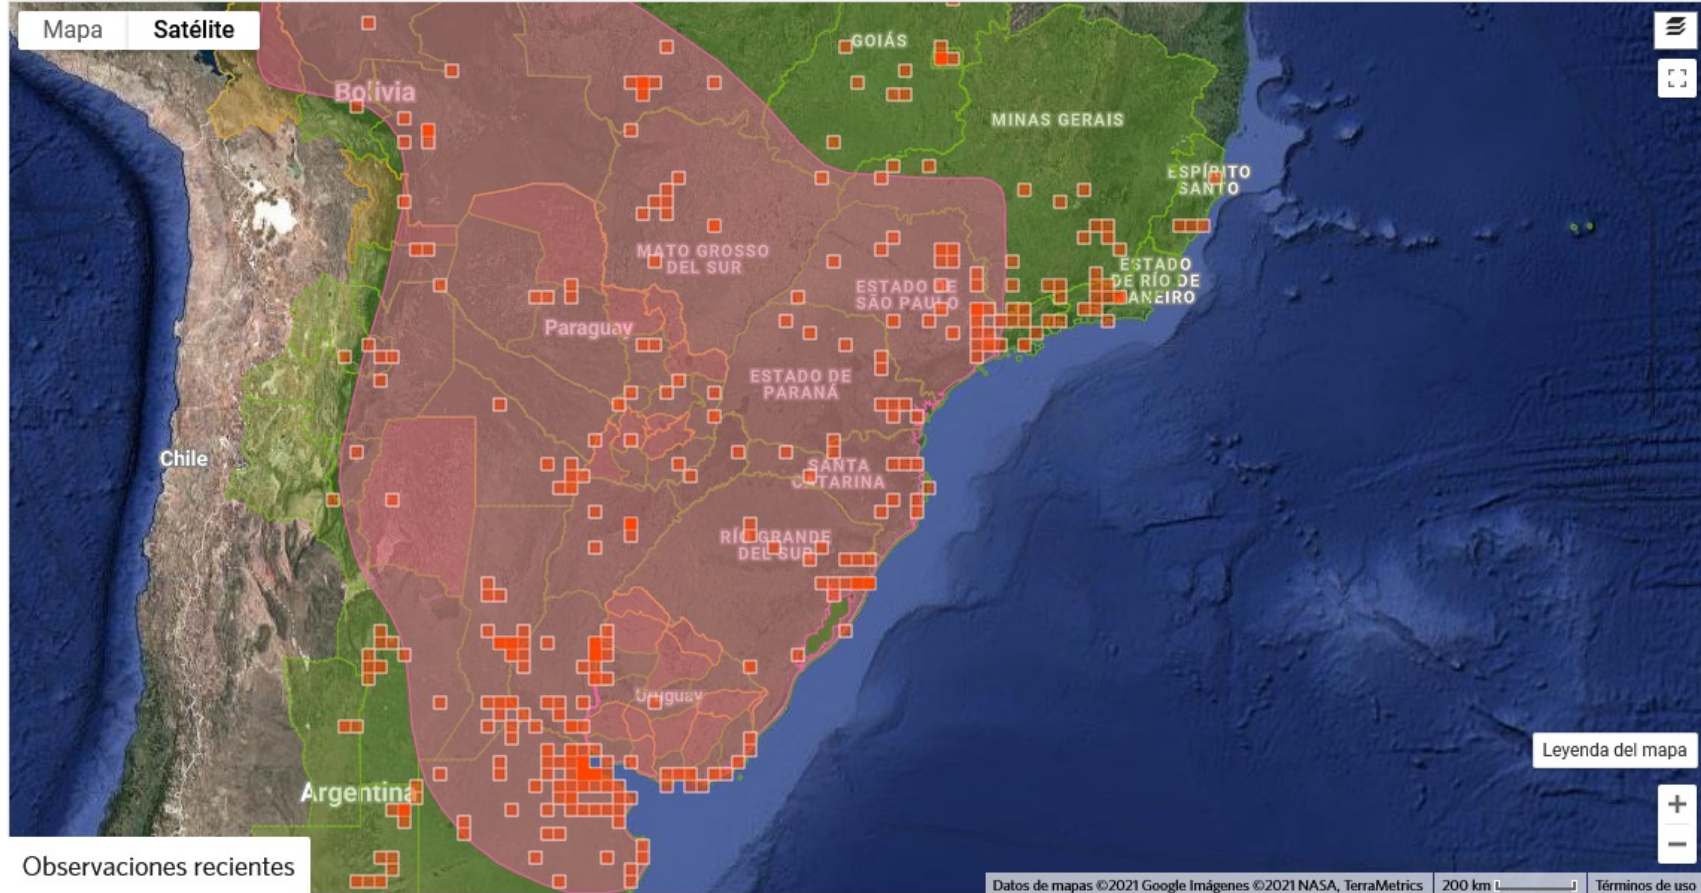 Mapa
Satélite
GOIÁS
Bolivia
MINAS GERAIS
ESPÍRITO
SANTO
MATO GROSSO
DEL SUR
ESTADO DE
SÃO PAULO
ESTADO
DE RÍO DE
JANEIRO
Paraguay
ESTADO DE
PARANÁ
Chile
SANTA
CATARINA
RÍO GRANDE
DEL SUR
Uruguay
Leyenda del mapa
Argentina
+
−
Observaciones recientes
Datos de mapas ©2021 Google Imágenes ©2021 NASA, TerraMetrics
200 km
Términos de uso